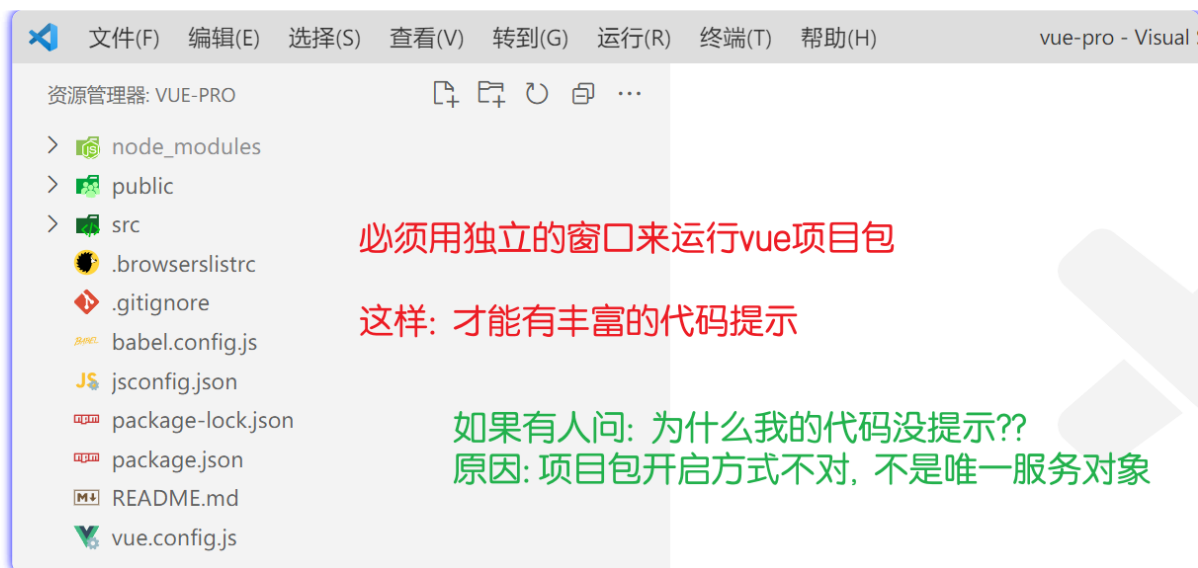 文件(F) 编辑(E) 选择(S) 查看(V) 转到(G) 运行(R) 终端(T) 帮助(H) vue-pro - Visual
资源管理器: VUE-PRO
node_modules
public
src
.browserslistrc
.gitignore
babel.config.js
JS jsconfig.json
package-lock.json
package.json
README.md
vue.config.js
必须用独立的窗口来运行vue项目包
这样: 才能有丰富的代码提示
如果有人问: 为什么我的代码没提示??
原因: 项目包开启方式不对, 不是唯一服务对象